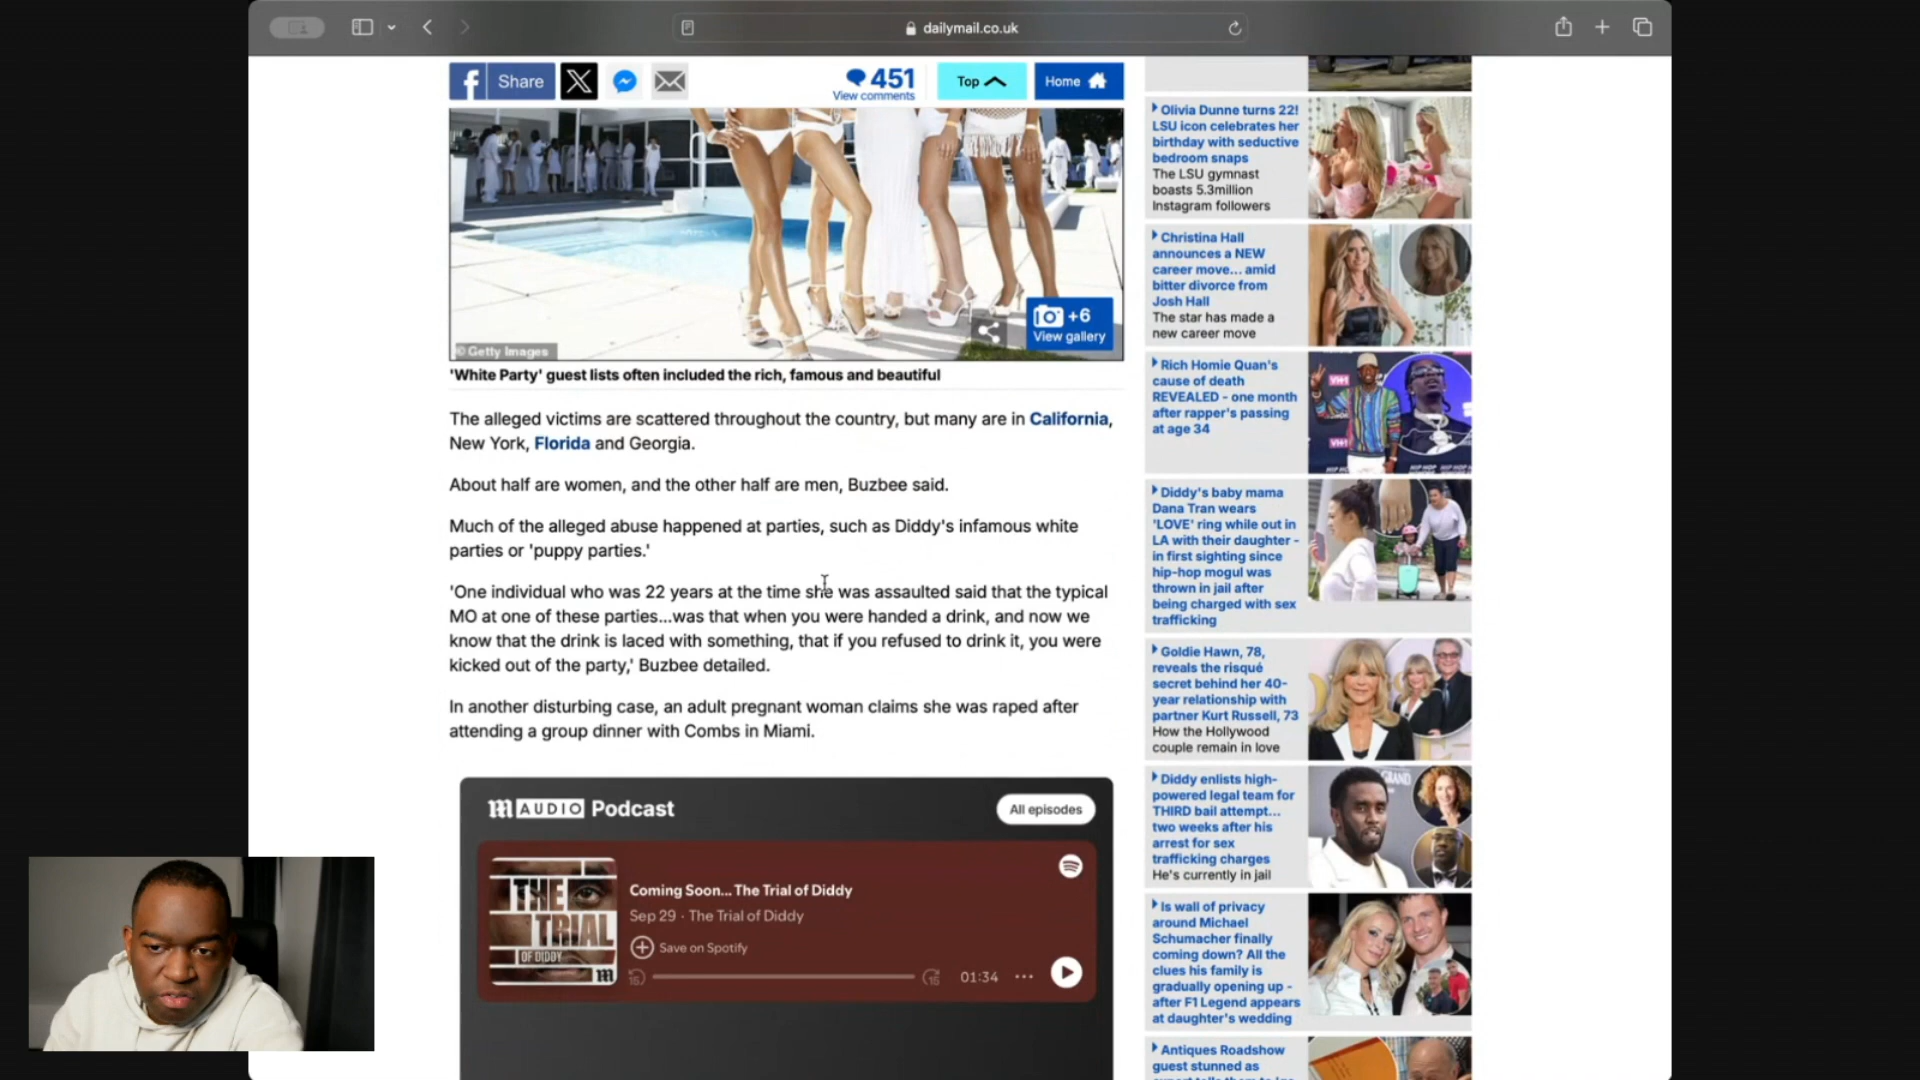 dailymail.co.uk
Share
451
View comments
Top
Home
+6
View gallery
© Getty Images
'White Party' guest lists often included the rich, famous and beautiful
The alleged victims are scattered throughout the country, but many are in California,
New York, Florida and Georgia.
About half are women, and the other half are men, Buzbee said.
Much of the alleged abuse happened at parties, such as Diddy's infamous white
parties or 'puppy parties.'
'One individual who was 22 years at the time she was assaulted said that the typical
MO at one of these parties...was that when you were handed a drink, and now we
know that the drink is laced with something, that if you refused to drink it, you were
kicked out of the party,' Buzbee detailed.
In another disturbing case, an adult pregnant woman claims she was raped after
attending a group dinner with Combs in Miami.
AUDIO Podcast
All episodes
THE
TRIAL
OF DIDDY
Coming Soon... The Trial of Diddy
Sep 29 · The Trial of Diddy
Save on Spotify
15
15
01:34
Olivia Dunne turns 22!
LSU icon celebrates her
birthday with seductive
bedroom snaps
The LSU gymnast
boasts 5.3million
Instagram followers
Christina Hall
announces a NEW
career move... amid
bitter divorce from
Josh Hall
The star has made a
new career move
Rich Homie Quan's
cause of death
REVEALED - one month
after rapper's passing
at age 34
Diddy's baby mama
Dana Tran wears
'LOVE' ring while out in
LA with their daughter -
in first sighting since
hip-hop mogul was
thrown in jail after
being charged with sex
trafficking
Goldie Hawn, 78,
reveals the risqué
secret behind her 40-
year relationship with
partner Kurt Russell, 73
How the Hollywood
couple remain in love
Diddy enlists high-
powered legal team for
THIRD bail attempt...
two weeks after his
arrest for sex
trafficking charges
He's currently in jail
Is wall of privacy
around Michael
Schumacher finally
coming down? All the
clues his family is
gradually opening up -
after F1 Legend appears
at daughter's wedding
Antiques Roadshow
guest stunned as